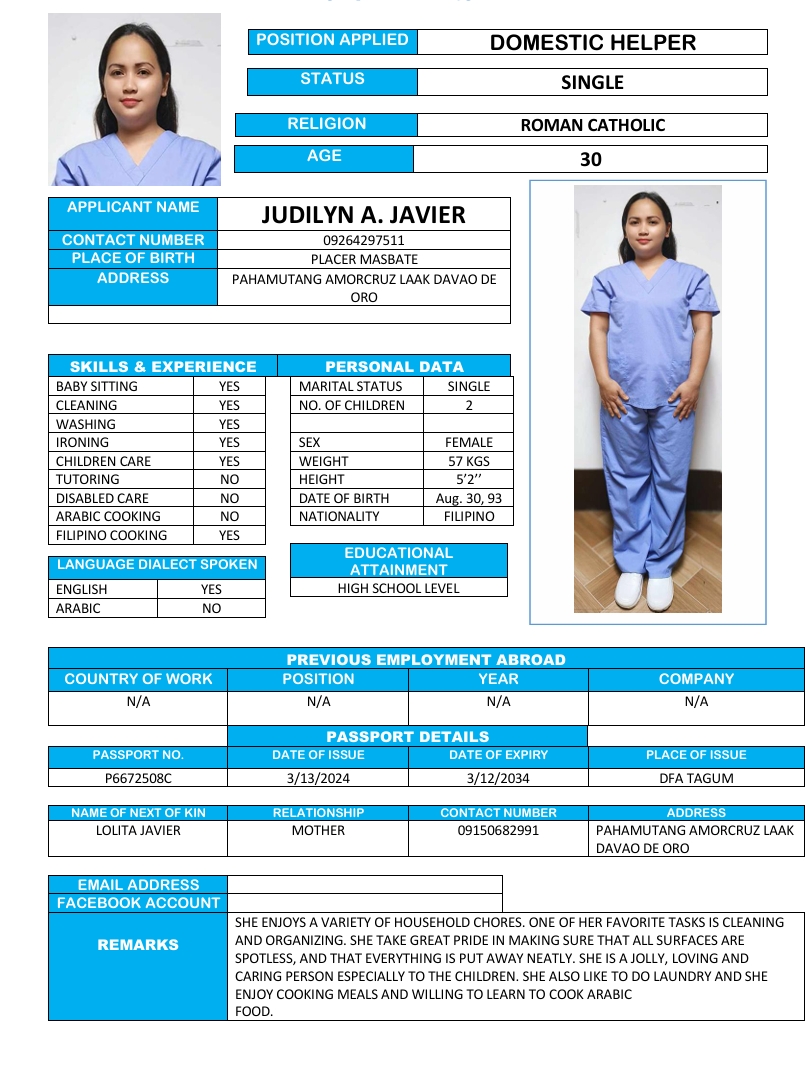 POSITION APPLIED DOMESTIC HELPER
STATUS SINGLE
RELIGION ROMAN CATHOLIC
AGE 30
APPLICANT NAME JUDILYN A. JAVIER
CONTACT NUMBER 09264297511
PLACE OF BIRTH PLACER MASBATE
ADDRESS PAHAMUTANG AMORCRUZ LAAK DAVAO DE
ORO
SKILLS & EXPERIENCE PERSONAL DATA
BABY SITTING YES MARITAL STATUS SINGLE
CLEANING YES NO. OF CHILDREN 2
WASHING YES
IRONING YES SEX FEMALE
CHILDREN CARE YES WEIGHT 57 KGS
TUTORING NO HEIGHT 5’2’’
DISABLED CARE NO DATE OF BIRTH Aug. 30, 93
ARABIC COOKING NO NATIONALITY FILIPINO
FILIPINO COOKING YES
EDUCATIONAL
ATTAINMENT
HIGH SCHOOL LEVEL
LANGUAGE DIALECT SPOKEN
ENGLISH YES
ARABIC NO
PREVIOUS EMPLOYMENT ABROAD
COUNTRY OF WORK POSITION YEAR COMPANY
N/A N/A N/A N/A
PASSPORT DETAILS
PASSPORT NO. DATE OF ISSUE DATE OF EXPIRY PLACE OF ISSUE
P6672508C 3/13/2024 3/12/2034 DFA TAGUM
NAME OF NEXT OF KIN RELATIONSHIP CONTACT NUMBER ADDRESS
LOLITA JAVIER MOTHER 09150682991 PAHAMUTANG AMORCRUZ LAAK
DAVAO DE ORO
EMAIL ADDRESS
FACEBOOK ACCOUNT
REMARKS
SHE ENJOYS A VARIETY OF HOUSEHOLD CHORES. ONE OF HER FAVORITE TASKS IS CLEANING
AND ORGANIZING. SHE TAKE GREAT PRIDE IN MAKING SURE THAT ALL SURFACES ARE
SPOTLESS, AND THAT EVERYTHING IS PUT AWAY NEATLY. SHE IS A JOLLY, LOVING AND
CARING PERSON ESPECIALLY TO THE CHILDREN. SHE ALSO LIKE TO DO LAUNDRY AND SHE
ENJOY COOKING MEALS AND WILLING TO LEARN TO COOK ARABIC
FOOD.